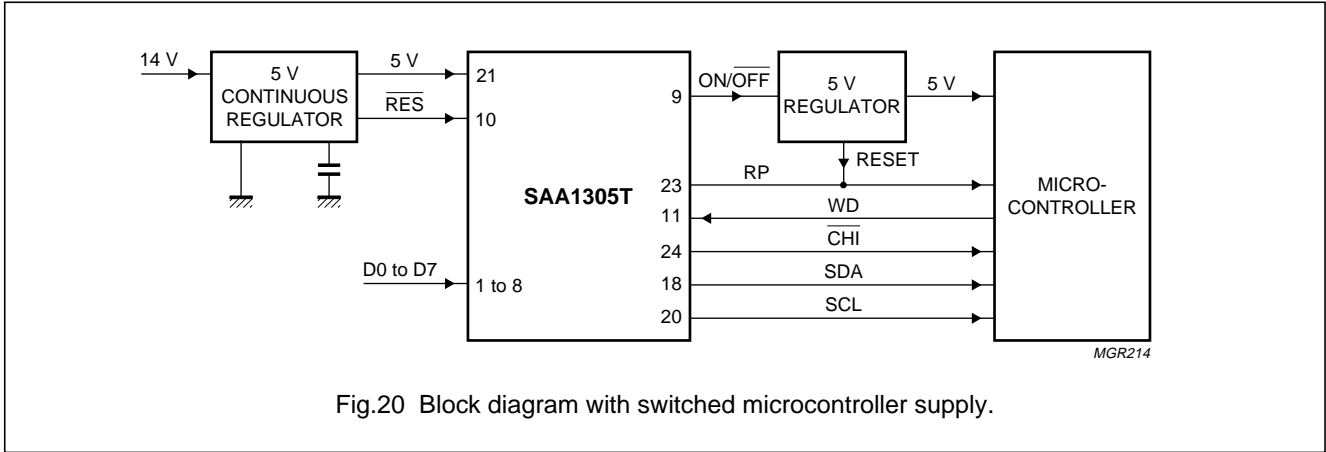 14 V
5 V
CONTINUOUS
REGULATOR
5 V
RES
21
10
SAA1305T
D0 to D7
1 to 8
9
23
11
24
18
20
ON/OFF
5 V
REGULATOR
5 V
RESET
RP
WD
CHI
SDA
SCL
MICRO-
CONTROLLER
MGR214
Fig.20 Block diagram with switched microcontroller supply.